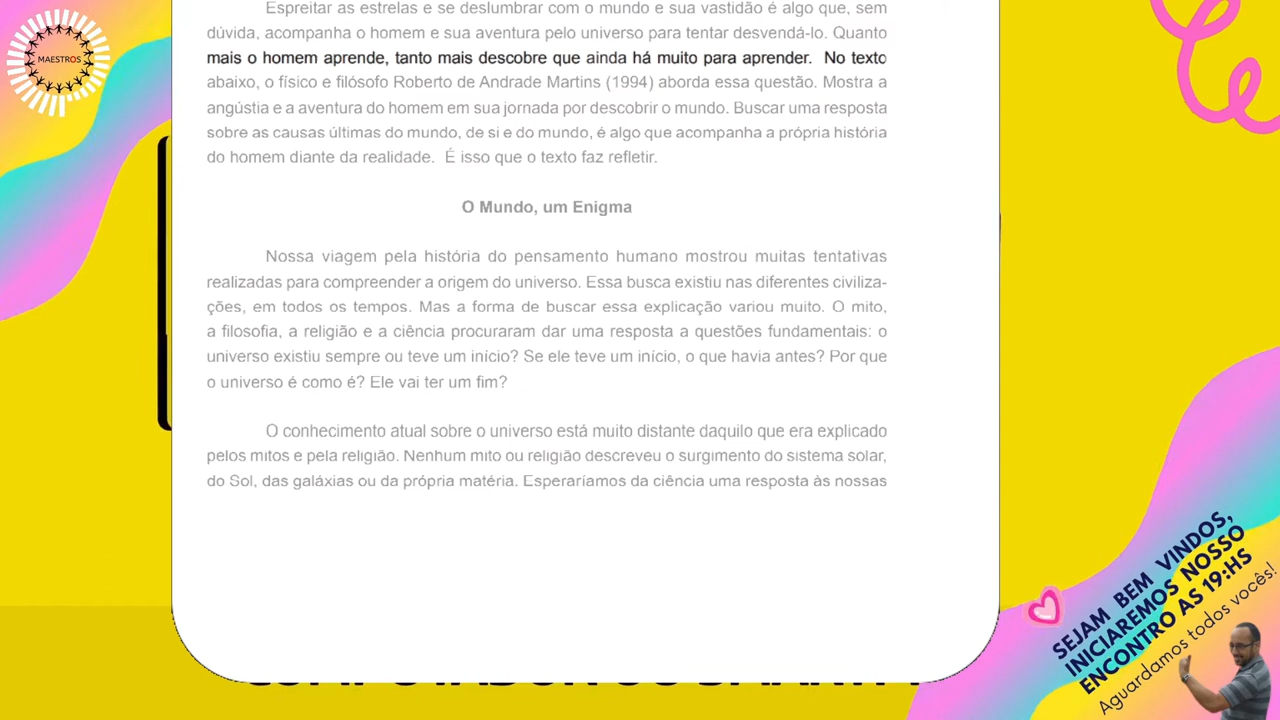 MAESTROS
Espreitar as estrelas e se deslumbrar com o mundo e sua vastidão é algo que, sem
dúvida, acompanha o homem e sua aventura pelo universo para tentar desvendá-lo. Quanto
mais o homem aprende, tanto mais descobre que ainda há muito para aprender. No texto
abaixo, o físico e filósofo Roberto de Andrade Martins (1994) aborda essa questão. Mostra a
angústia e a aventura do homem em sua jornada por descobrir o mundo. Buscar uma resposta
sobre as causas últimas do mundo, de si e do mundo, é algo que acompanha a própria história
do homem diante da realidade. É isso que o texto faz refletir.
O Mundo, um Enigma
Nossa viagem pela história do pensamento humano mostrou muitas tentativas
realizadas para compreender a origem do universo. Essa busca existiu nas diferentes civiliza-
ções, em todos os tempos. Mas a forma de buscar essa explicação variou muito. O mito,
a filosofia, a religião e a ciência procuraram dar uma resposta a questões fundamentais: o
universo existiu sempre ou teve um início? Se ele teve um início, o que havia antes? Por que
o universo é como é? Ele vai ter um fim?
O conhecimento atual sobre o universo está muito distante daquilo que era explicado
pelos mitos e pela religião. Nenhum mito ou religião descreveu o surgimento do sistema solar,
do Sol, das galáxias ou da própria matéria. Esperaríamos da ciência uma resposta às nossas
SEJAM BEM VINDOS,
INICIAREMOS NOSSO
ENCONTRO AS 19:HS
Aguardamos todos vocês!